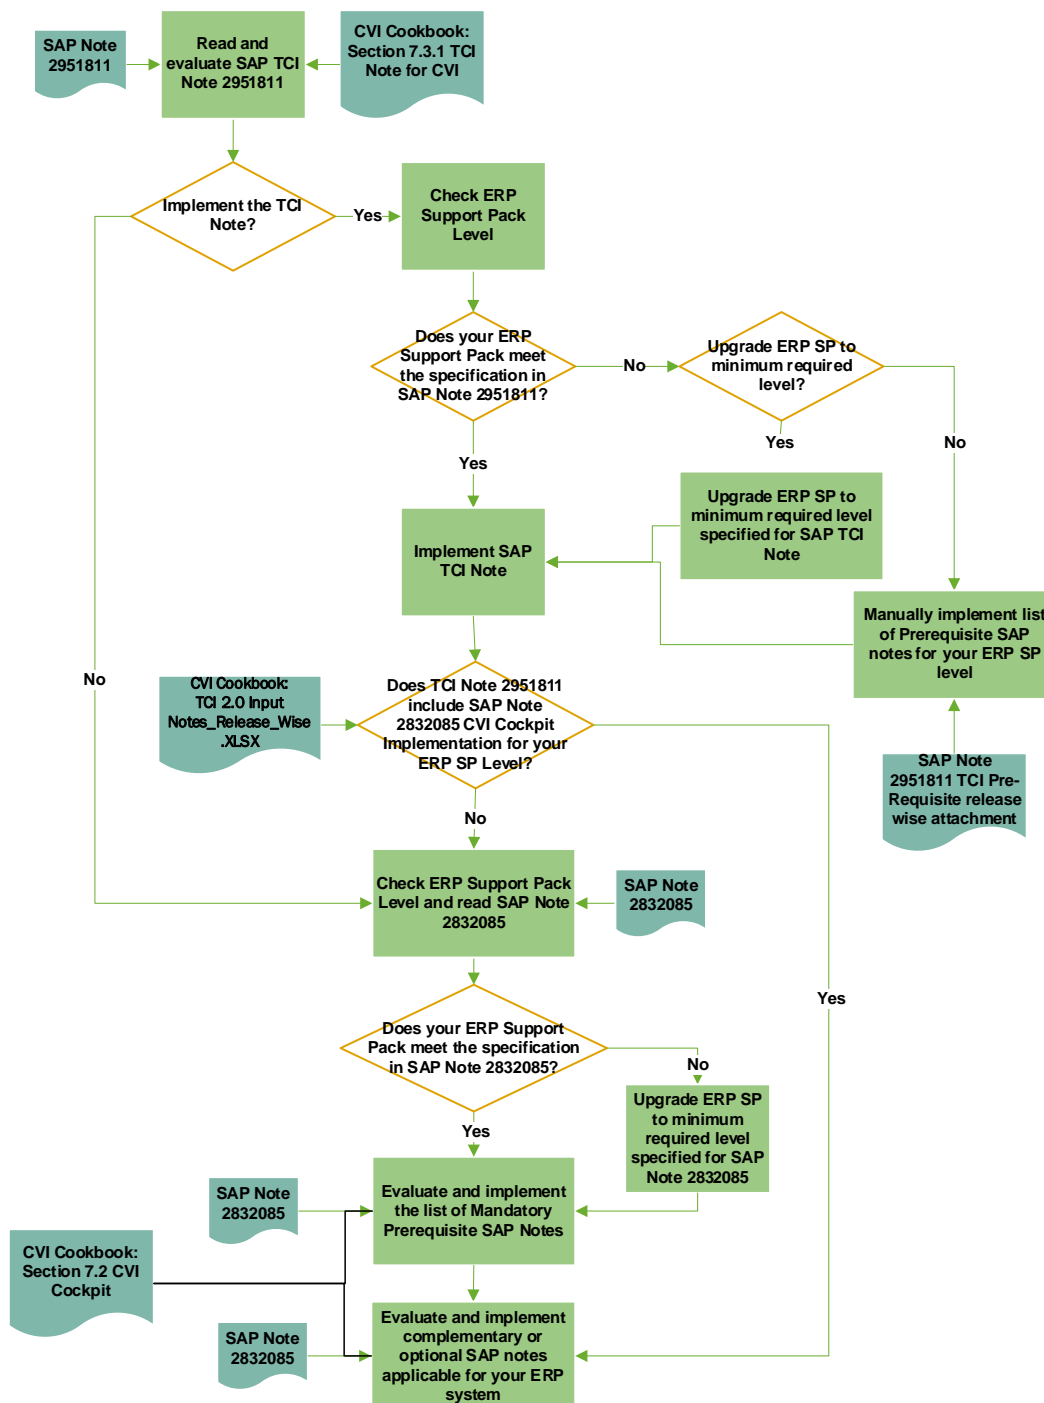 SAP Note
2951811
Read and
evaluate SAP TCI
Note 2951811
CVI Cookbook:
Section 7.3.1 TCI
Note for CVI
Implement the TCI
Note?
Yes
Check ERP
Support Pack
Level
Does your ERP
Support Pack meet
the specification in
SAP Note 2951811?
No
Upgrade ERP SP to
minimum required
level?
Yes
No
Yes
Upgrade ERP SP to
minimum required level
specified for SAP TCI
Note
Implement SAP
TCI Note
Manually implement list
of Prerequisite SAP
notes for your ERP SP
level
No
CVI Cookbook:
TCI 2.0 Input
Notes_Release_Wise
.XLSX
Does TCI Note 2951811
include SAP Note
2832085 CVI Cockpit
Implementation for your
ERP SP Level?
SAP Note
2951811 TCI Pre-
Requisite release
wise attachment
No
Check ERP Support Pack
Level and read SAP Note
2832085
SAP Note
2832085
Yes
Does your ERP Support
Pack meet the specification
in SAP Note 2832085?
No
Upgrade ERP SP
to minimum
required level
specified for SAP
Note 2832085
Yes
SAP Note
2832085
Evaluate and implement
the list of Mandatory
Prerequisite SAP Notes
CVI Cookbook:
Section 7.2 CVI
Cockpit
SAP Note
2832085
Evaluate and implement
complementary or
optional SAP notes
applicable for your ERP
system